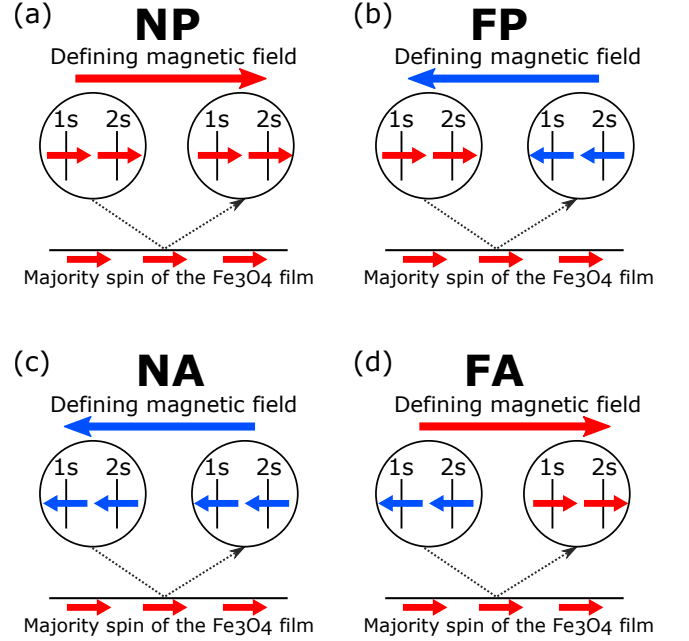 (a) NP
Defining magnetic field
1s 2s 1s 2s
Majority spin of the Fe3O4 film
(b) FP
Defining magnetic field
1s 2s 1s 2s
Majority spin of the Fe3O4 film
(c) NA
Defining magnetic field
1s 2s 1s 2s
Majority spin of the Fe3O4 film
(d) FA
Defining magnetic field
1s 2s 1s 2s
Majority spin of the Fe3O4 film